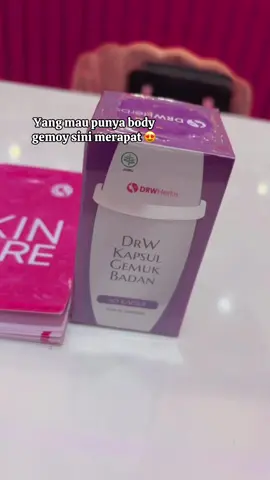 Yang mau punya body
gemoy sini merapat😍
DRWHerbs
DRW
KAPSUL
GEMUK
BADAN
KIN
RE